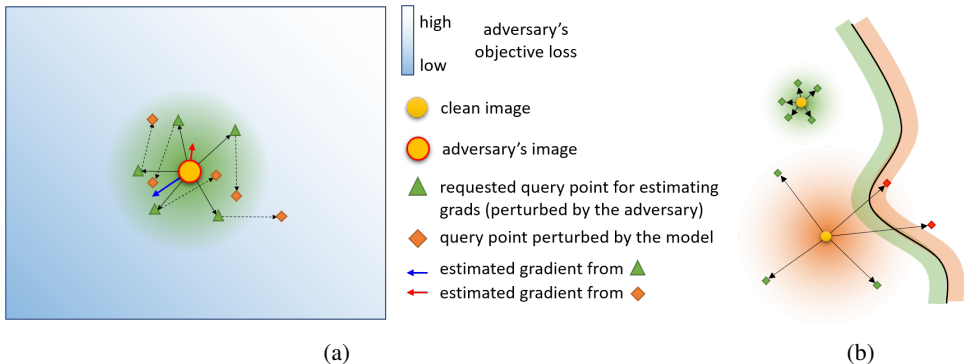 high
low
adversary's
objective loss
clean image
adversary's image
requested query point for estimating
grads (perturbed by the adversary)
query point perturbed by the model
estimated gradient from
estimated gradient from
(a)
(b)